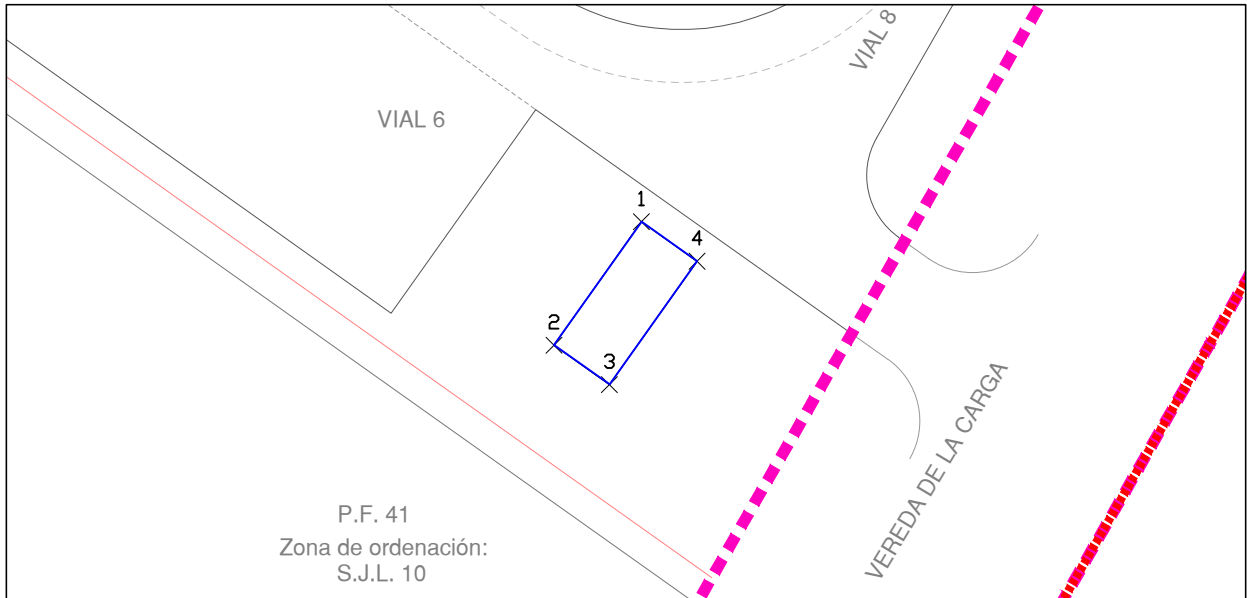 VIAL 8
VIAL 6
1
4
2
3
VEREDA DE LA CARGA
P.F. 41
Zona de ordenación:
S.J.L. 10